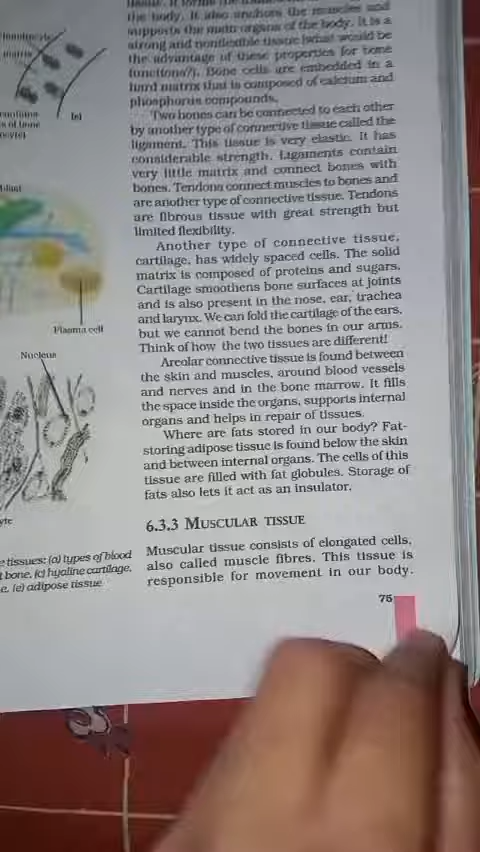 the body. It also anchors the muscles and
supports the main organs of the body. It is a
strong and nonflexible tissue (what would be
the advantage of these properties for bone
functions?). Bone cells are embedded in a
hard matrix that is composed of calcium and
phosphorus compounds.
Two bones can be connected to each other
by another type of connective tissue called the
ligament. This tissue is very elastic. It has
considerable strength. Ligaments contain
very little matrix and connect bones with
bones. Tendons connect muscles to bones and
are another type of connective tissue. Tendons
are fibrous tissue with great strength but
limited flexibility.
Another type of connective tissue,
cartilage, has widely spaced cells. The solid
matrix is composed of proteins and sugars.
Cartilage smoothens bone surfaces at joints
and is also present in the nose, ear, trachea
and larynx. We can fold the cartilage of the ears,
but we cannot bend the bones in our arms.
Think of how the two tissues are different!
Areolar connective tissue is found between
the skin and muscles, around blood vessels
and nerves and in the bone marrow. It fills
the space inside the organs, supports internal
organs and helps in repair of tissues.
Where are fats stored in our body? Fat-
storing adipose tissue is found below the skin
and between internal organs. The cells of this
tissue are filled with fat globules. Storage of
fats also lets it act as an insulator.
6.3.3 MUSCULAR TISSUE
Muscular tissue consists of elongated cells,
also called muscle fibres. This tissue is
responsible for movement in our body.
75
matrix
(c)
Plasma cell
Nucleus
tissues: (a) types of blood
bone, (c) hyaline cartilage,
(e) adipose tissue